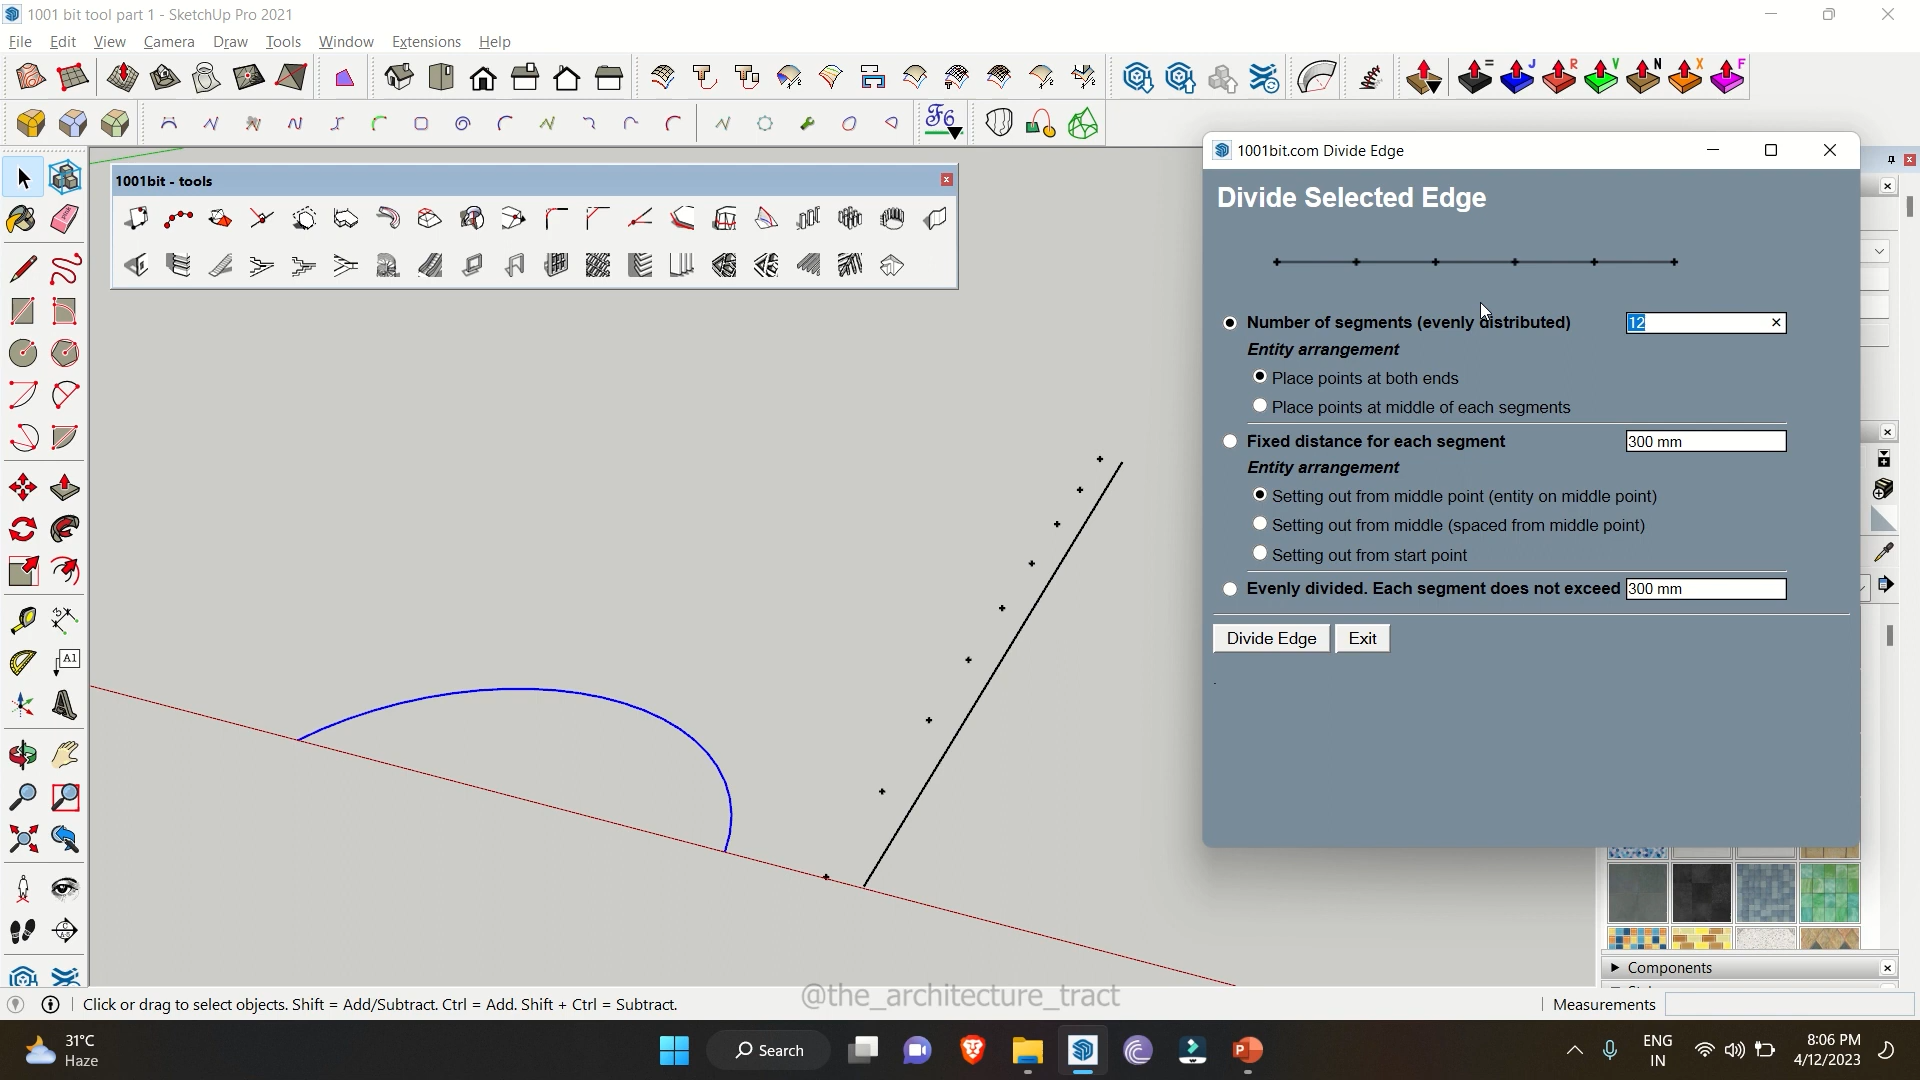 1001 bit tool part 1 - SketchUp Pro 2021
File Edit View Camera Draw Tools Window Extensions Help
= J R V N X F
F6
1001bit - tools
A1
1001bit.com Divide Edge
Divide Selected Edge
Number of segments (evenly distributed) 12
Entity arrangement
Place points at both ends
Place points at middle of each segments
Fixed distance for each segment 300 mm
Entity arrangement
Setting out from middle point (entity on middle point)
Setting out from middle (spaced from middle point)
Setting out from start point
Evenly divided. Each segment does not exceed 300 mm
Divide Edge Exit
Components
Click or drag to select objects. Shift = Add/Subtract. Ctrl = Add. Shift + Ctrl = Subtract.
@the_architecture_tract
Measurements
31°C
Haze
Search
ENG
IN
8:06 PM
4/12/2023